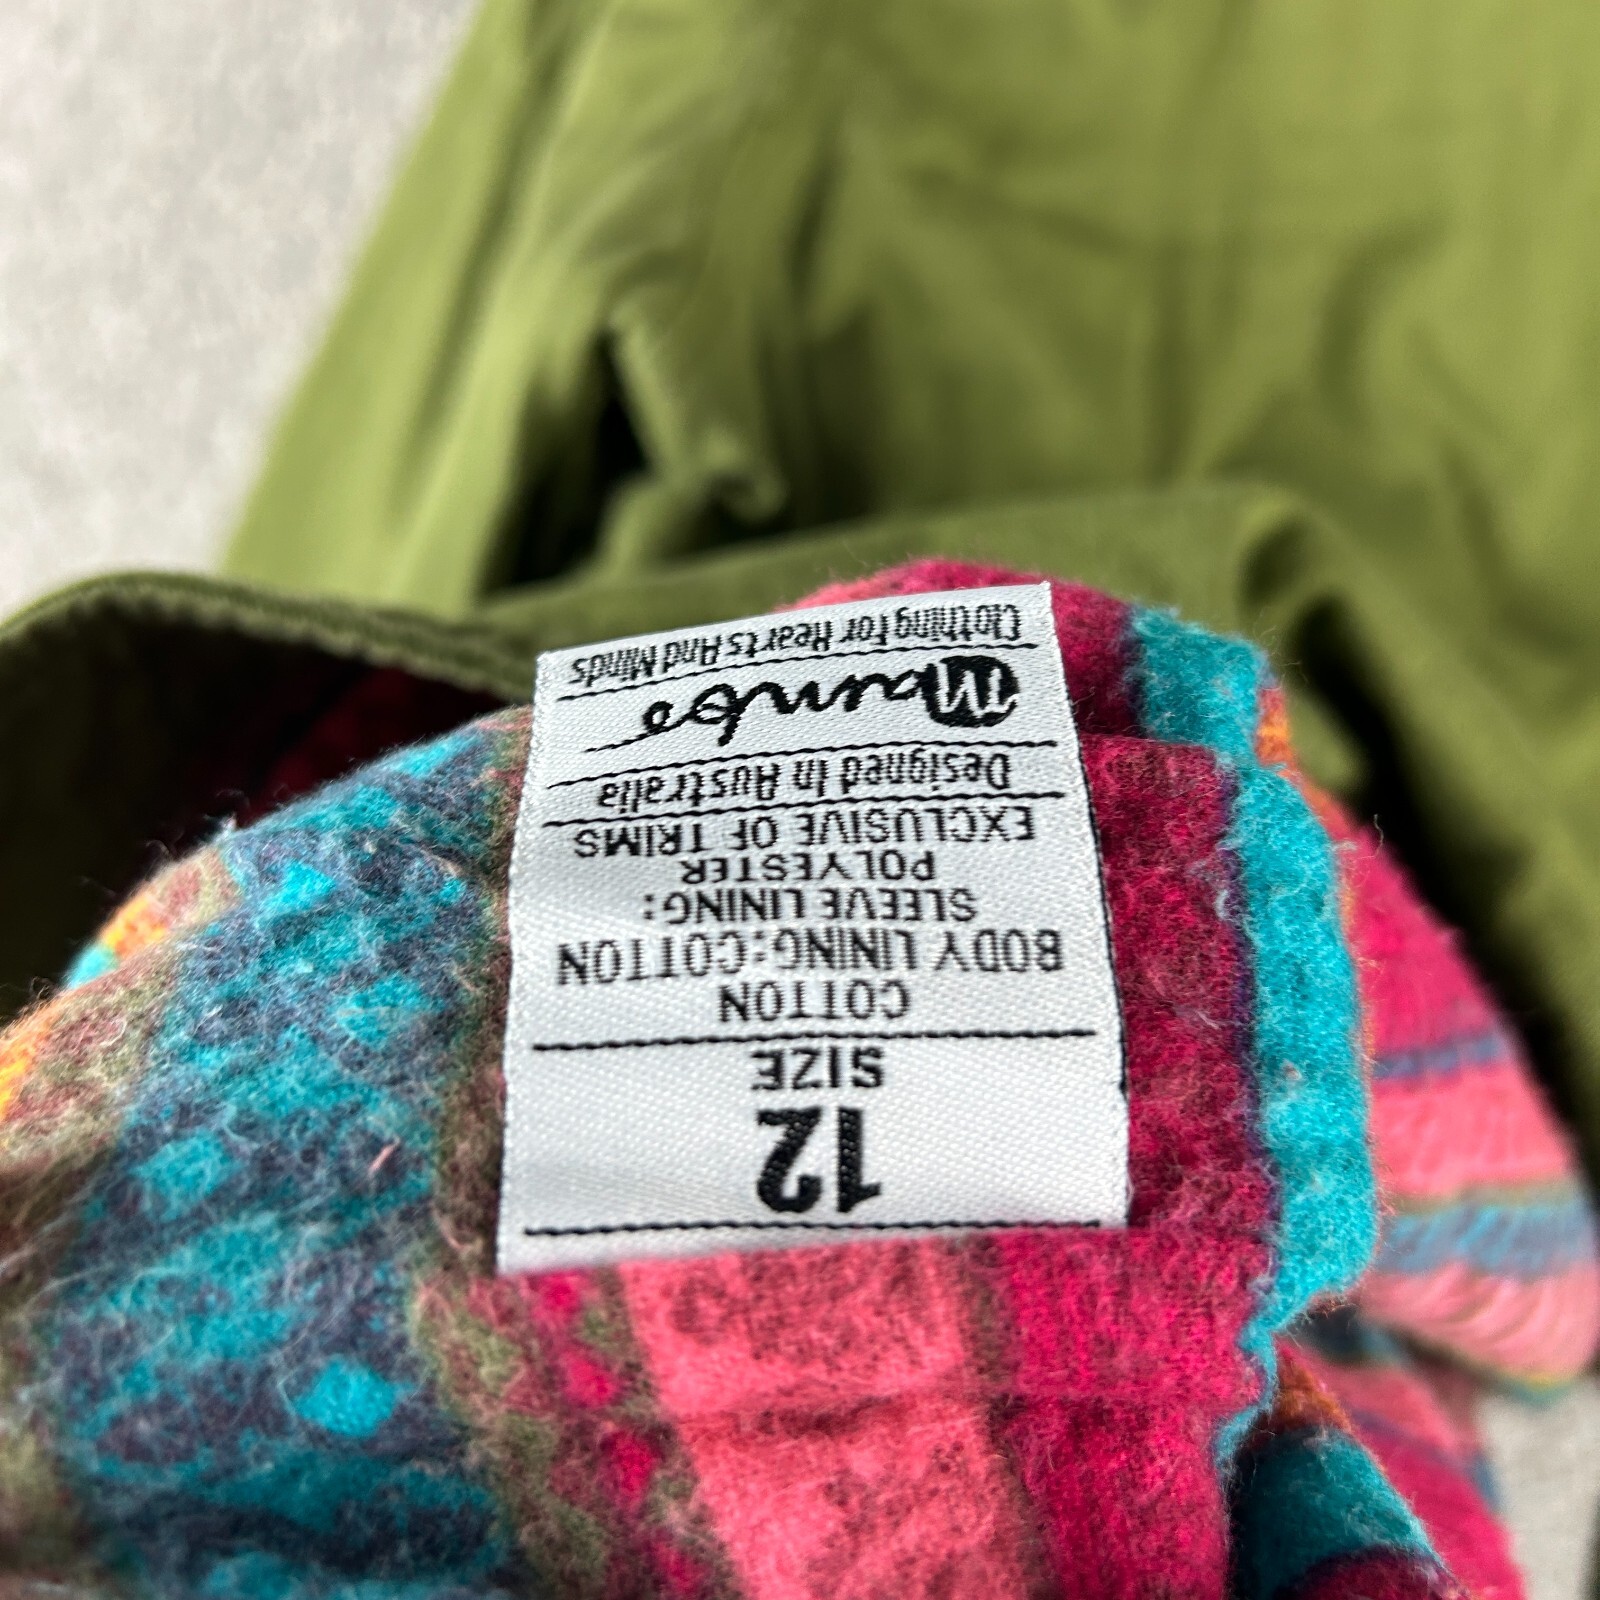 Clothing For Hearts And Minds
Mambo
Designed In Australia
EXCLUSIVE OF TRIMS
POLYESTER
SLEEVE LINING:
BODY LINING:COTTON
COTTON
SIZE
12